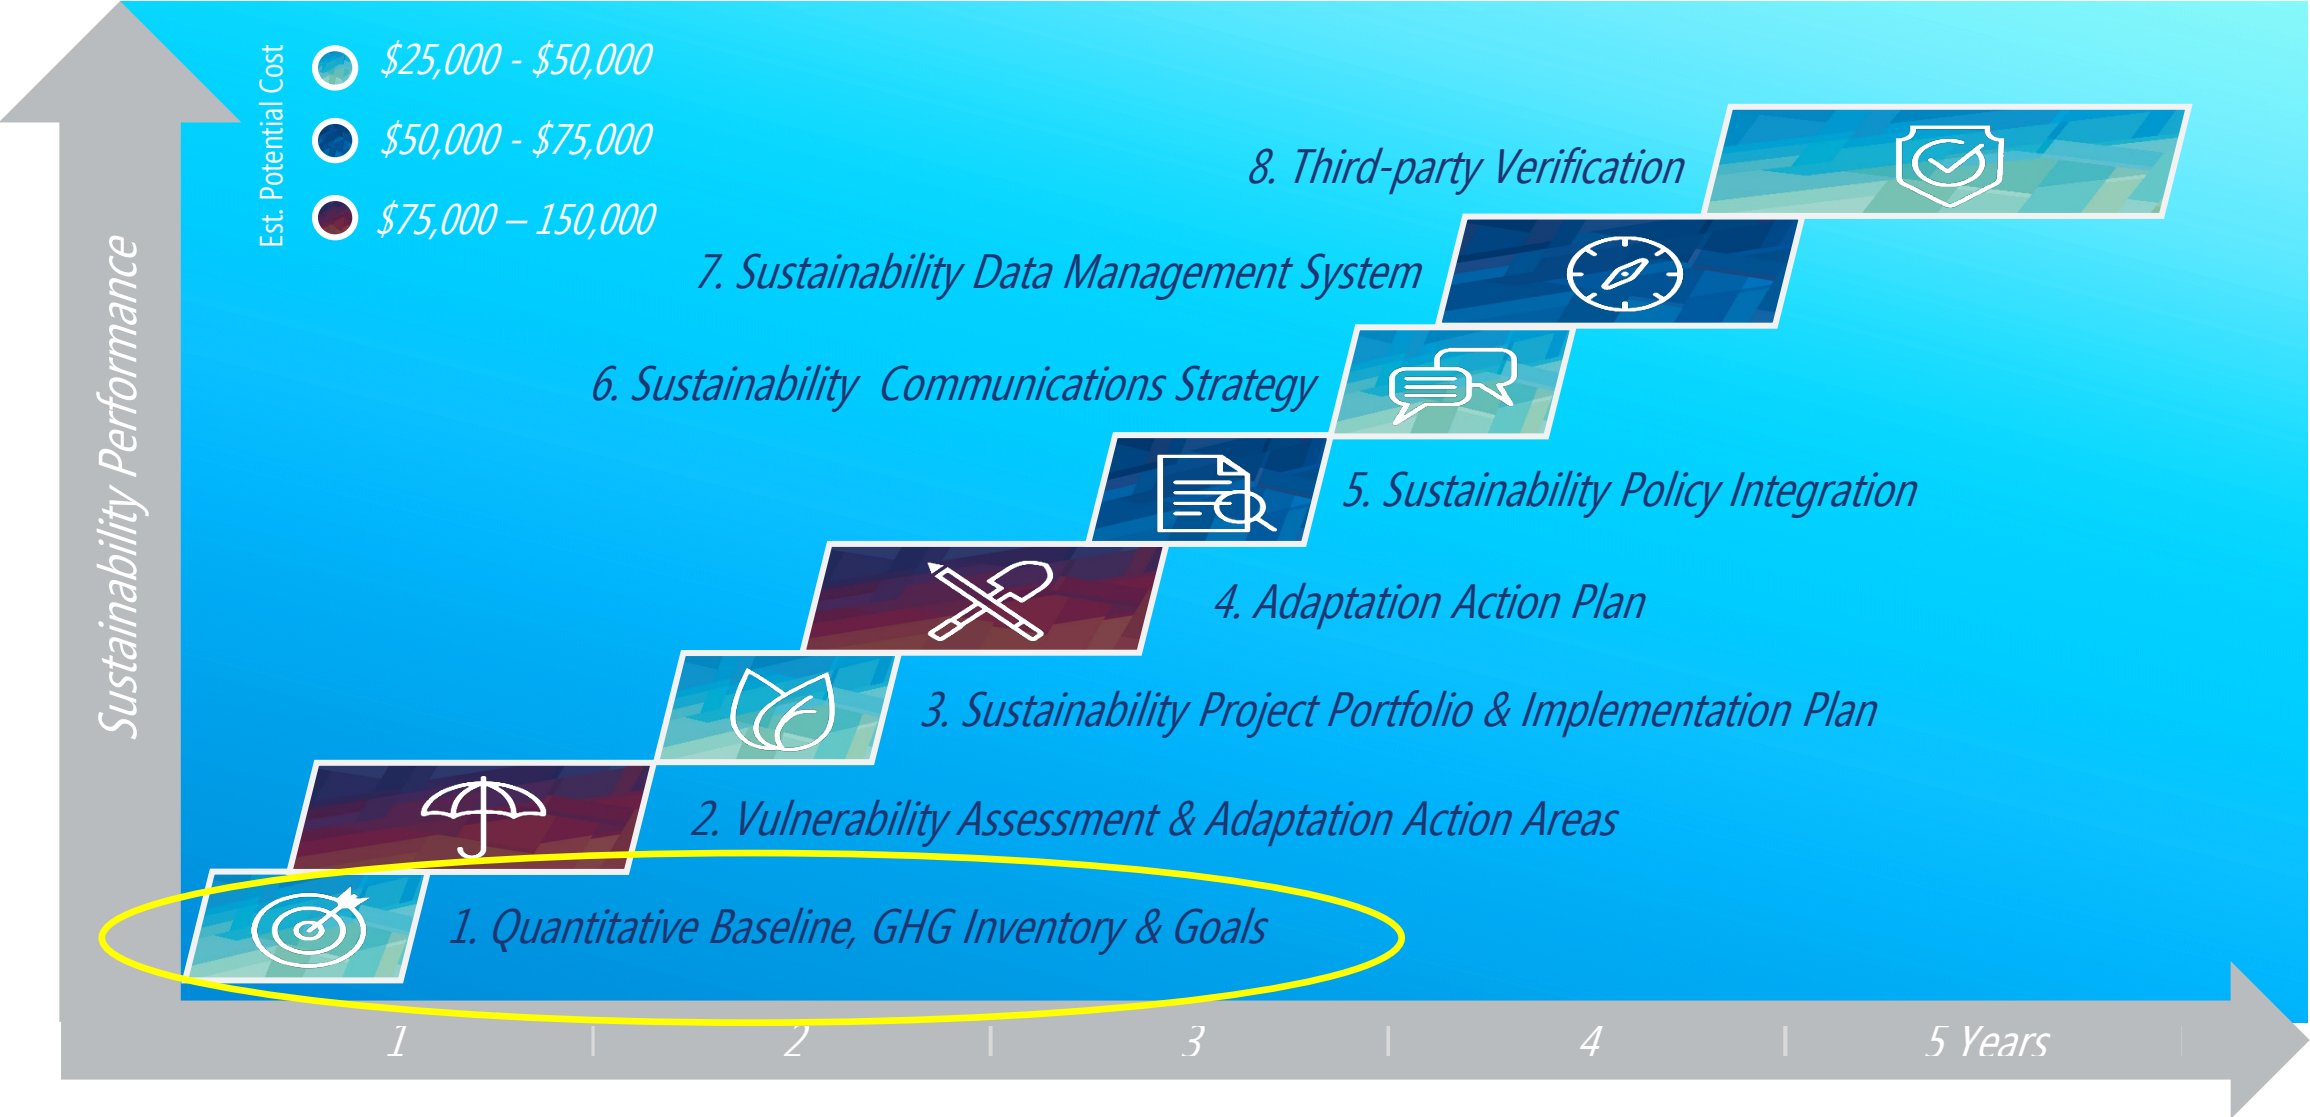 Est. Potential Cost
$25,000 - $50,000
$50,000 - $75,000
$75,000 – 150,000
Sustainability Performance
8. Third-party Verification
7. Sustainability Data Management System
6. Sustainability  Communications Strategy
5. Sustainability Policy Integration
4. Adaptation Action Plan
3. Sustainability Project Portfolio & Implementation Plan
2. Vulnerability Assessment & Adaptation Action Areas
1. Quantitative Baseline, GHG Inventory & Goals
1 2 3 4 5 Years